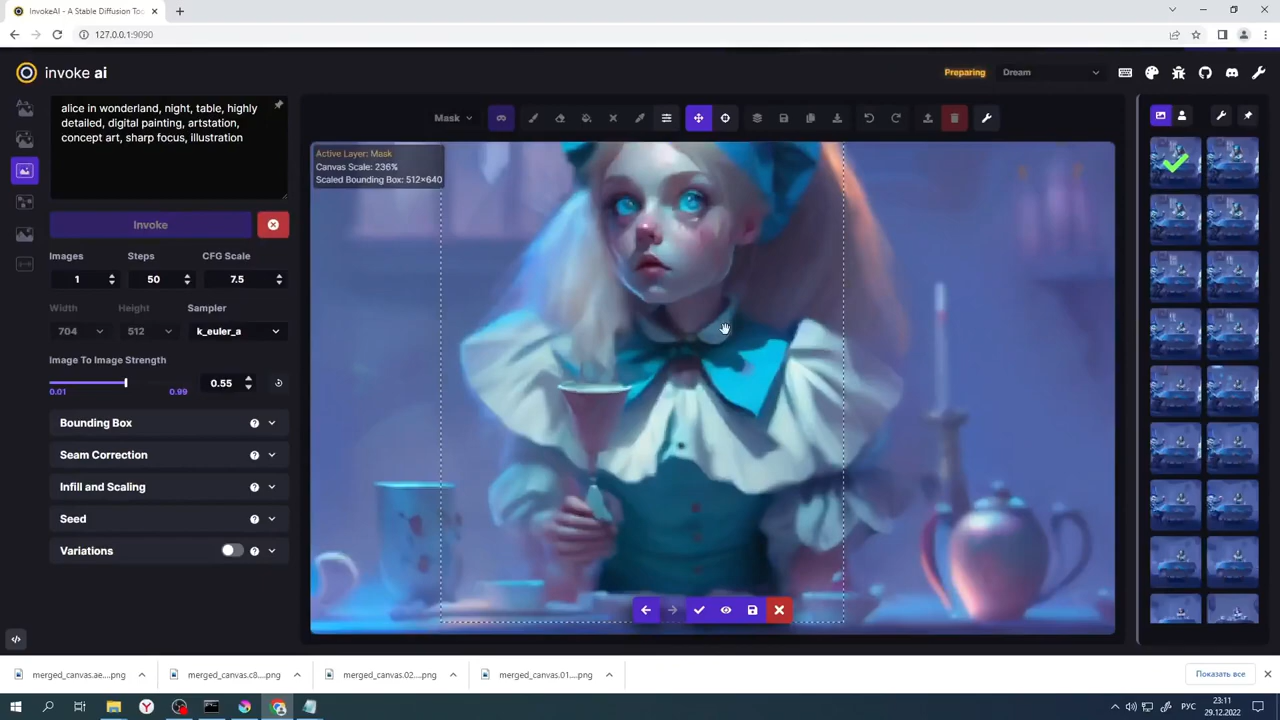 InvokeAI - A Stable Diffusion Too
127.0.0.1:9090
invoke ai
Preparing
Dream
alice in wonderland, night, table, highly
detailed, digital painting, artstation,
concept art, sharp focus, illustration
Mask
Active Layer: Mask
Canvas Scale: 236%
Scaled Bounding Box: 512×640
Invoke
Images
Steps
CFG Scale
1
50
7.5
Width
Height
Sampler
704
512
k_euler_a
Image To Image Strength
0.55
0.01
0.99
Bounding Box
Seam Correction
Infill and Scaling
Seed
Variations
merged_canvas.ae....png
merged_canvas.c8....png
merged_canvas.02....png
merged_canvas.01....png
Показать все
РУС
23:11
29.12.2022